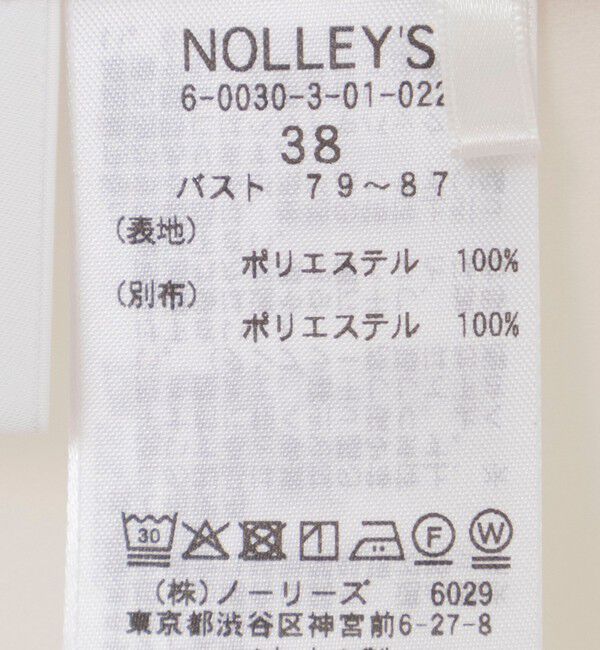 NOLLEY'S
6-0030-3-01-022
38
バスト 79~87
(表地)
ポリエステル 100%
(別布)
ポリエステル 100%
30 F W
(株)ノーリーズ 6029
東京都渋谷区神宮前6-27-8